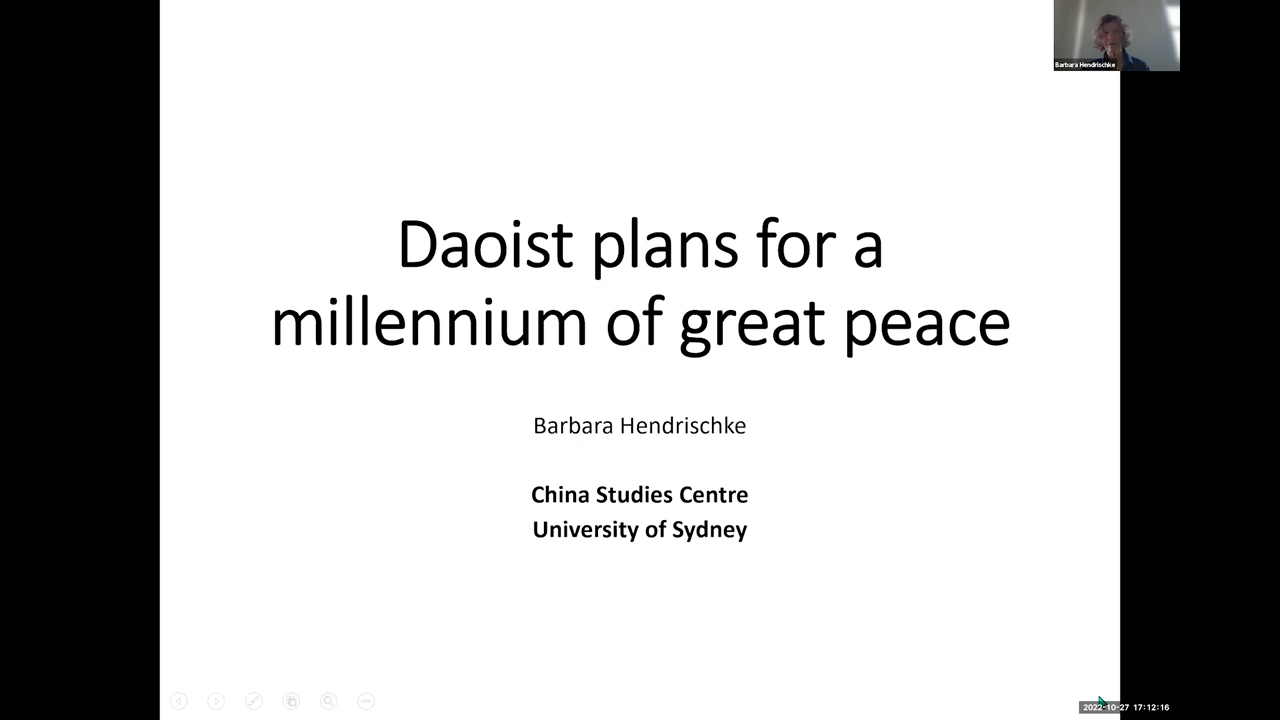 Barbara Hendrischke
Daoist plans for a
millennium of great peace
Barbara Hendrischke
China Studies Centre
University of Sydney
2022-10-27 17:12:16